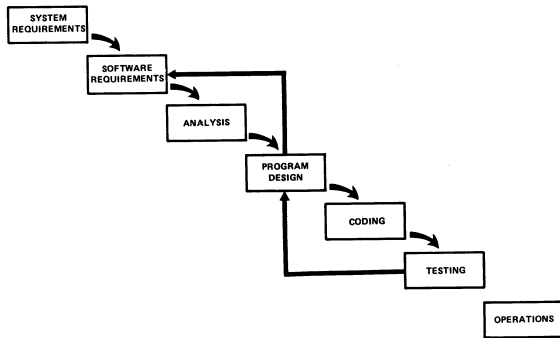 SYSTEM
REQUIREMENTS
SOFTWARE
REQUIREMENTS
ANALYSIS
PROGRAM
DESIGN
CODING
TESTING
OPERATIONS